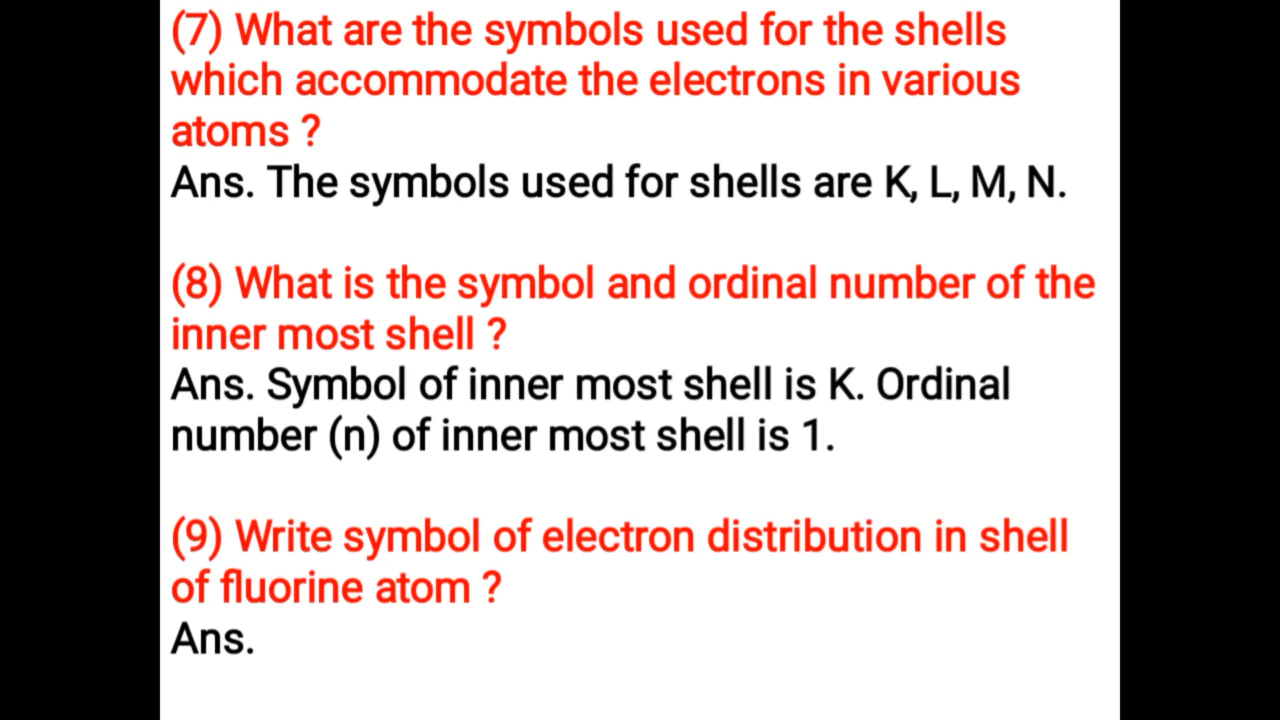 (7) What are the symbols used for the shells
which accommodate the electrons in various
atoms ?
Ans. The symbols used for shells are K, L, M, N.
(8) What is the symbol and ordinal number of the
inner most shell ?
Ans. Symbol of inner most shell is K. Ordinal
number (n) of inner most shell is 1.
(9) Write symbol of electron distribution in shell
of fluorine atom ?
Ans.